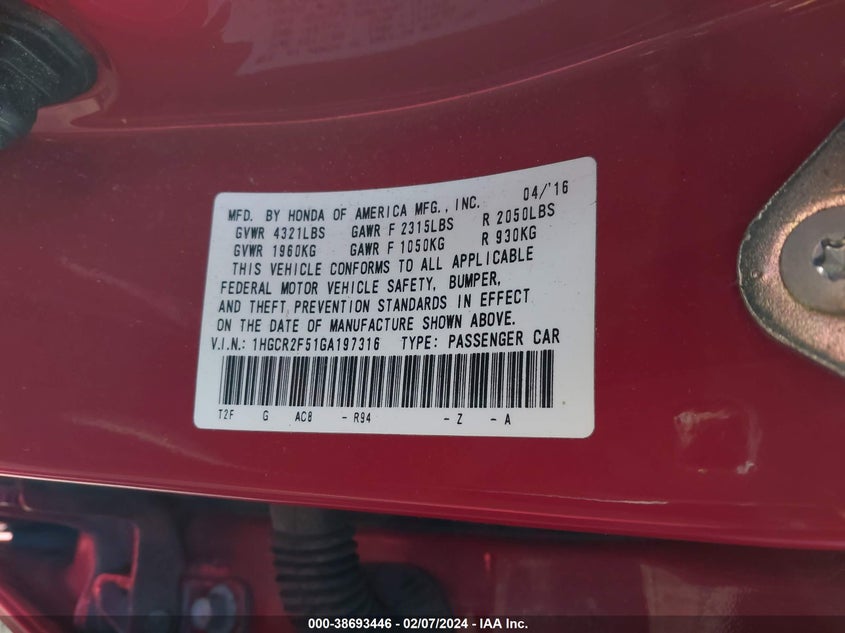 MFD. BY HONDA OF AMERICA MFG., INC. 04/'16
GVWR 4321LBS GAWR F 2315LBS R 2050LBS
GVWR 1960KG GAWR F 1050KG R 930KG
THIS VEHICLE CONFORMS TO ALL APPLICABLE
FEDERAL MOTOR VEHICLE SAFETY, BUMPER,
AND THEFT PREVENTION STANDARDS IN EFFECT
ON THE DATE OF MANUFACTURE SHOWN ABOVE.
V.I.N.: 1HGCR2F51GA197316 TYPE: PASSENGER CAR
T2F G AC8 - R94 - Z - A
000-38693446 - 02/07/2024 - IAA Inc.